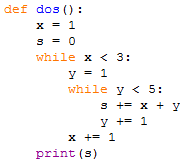 def dos():
    x = 1
    s = 0
    while x < 3:
        y = 1
        while y < 5:
            s += x + y
            y += 1
        x += 1
    print(s)